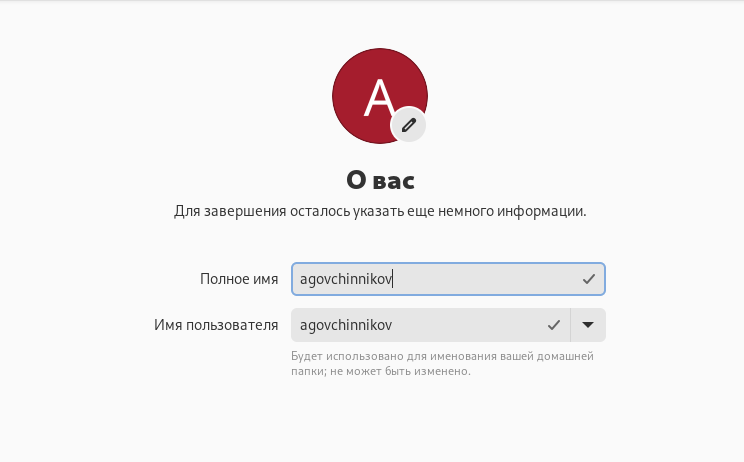 A
О вас
Для завершения осталось указать еще немного информации.
Полное имя agovchinnikov
Имя пользователя agovchinnikov
Будет использовано для именования вашей домашней
папки; не может быть изменено.